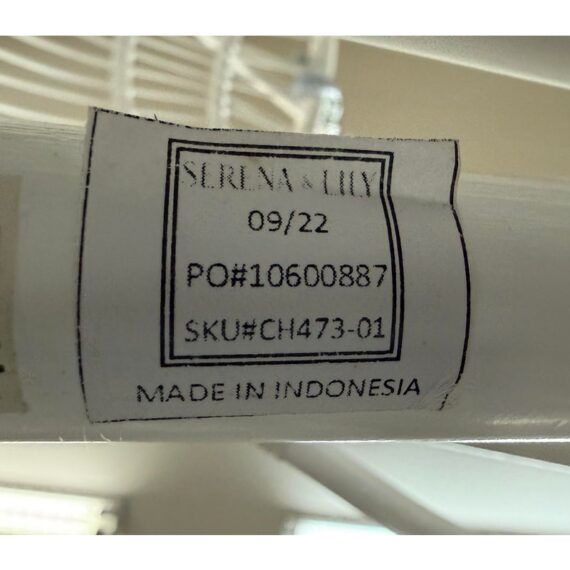 SERENA & LILY
09/22
PO#10600887
SKU#CH473-01
MADE IN INDONESIA